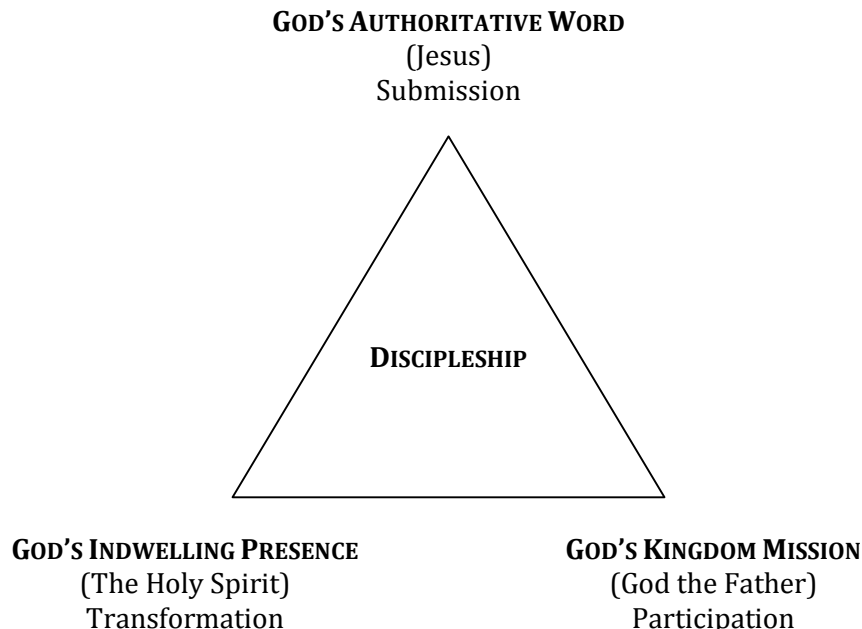 GOD'S AUTHORITATIVE WORD
(Jesus)
Submission
DISCIPLESHIP
GOD'S INDWELLING PRESENCE
(The Holy Spirit)
Transformation
GOD'S KINGDOM MISSION
(God the Father)
Participation